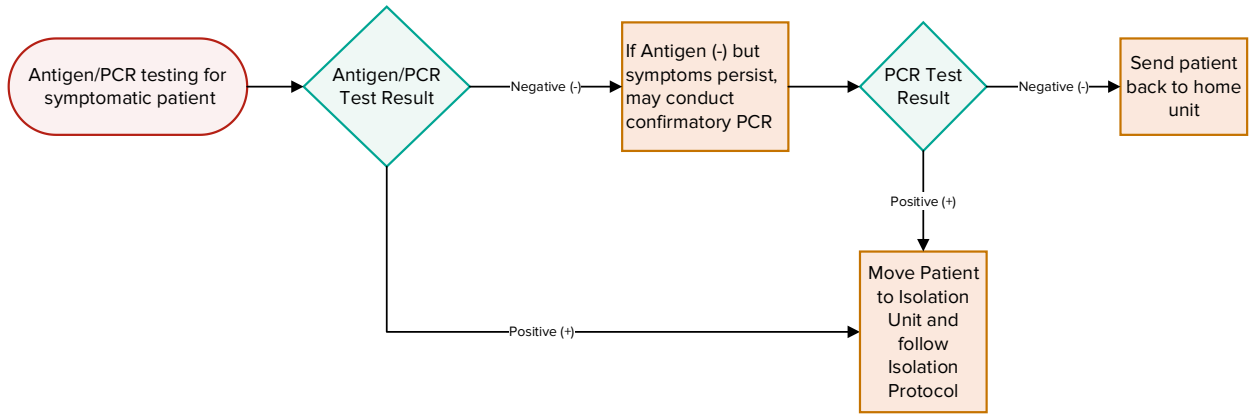 Antigen/PCR testing for
symptomatic patient
Antigen/PCR
Test Result
Negative (-)
If Antigen (-) but
symptoms persist,
may conduct
confirmatory PCR
PCR Test
Result
Negative (-)
Send patient
back to home
unit
Positive (+)
Move Patient
to Isolation
Unit and
follow
Isolation
Protocol
Positive (+)